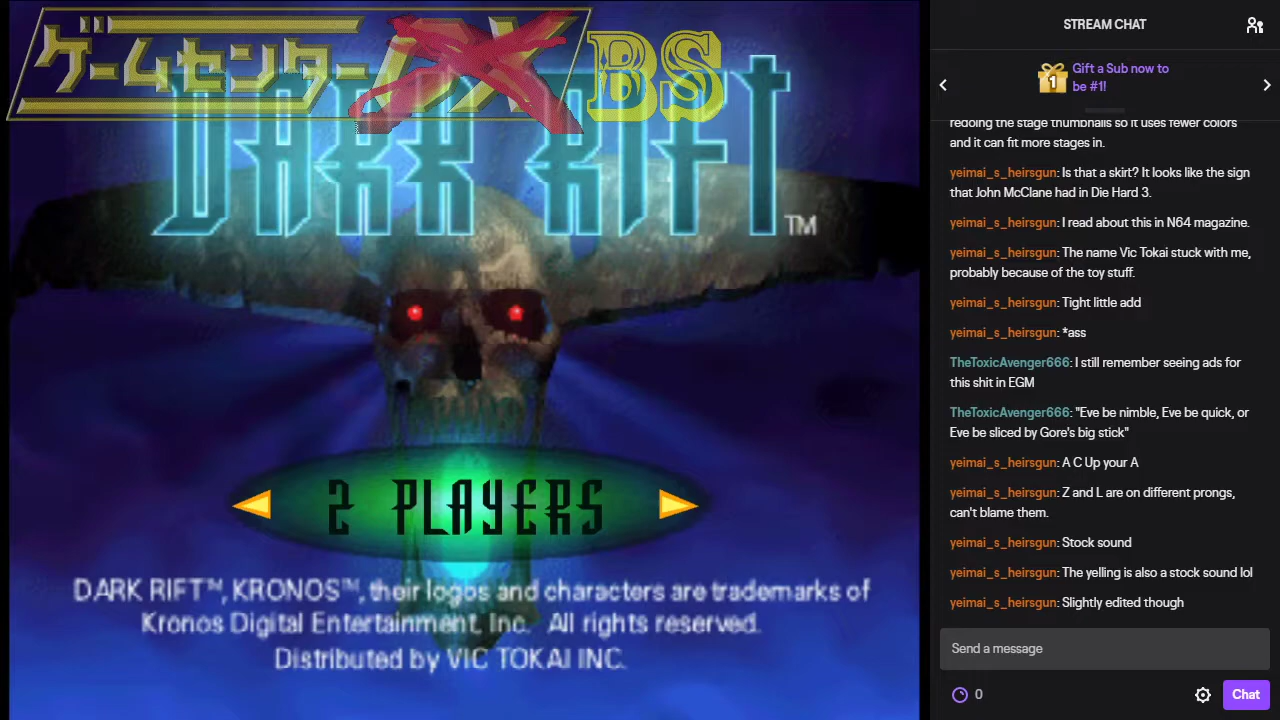 ゲームセンターCX BS
DARK RIFT™
2 PLAYERS
DARK RIFT™, KRONOS™, their logos and characters are trademarks of
Kronos Digital Entertainment, Inc. All rights reserved.
Distributed by VIC TOKAI INC.
STREAM CHAT
1
Gift a Sub now to
be #1!
redoing the stage thumbnails so it uses fewer colors
and it can fit more stages in.
yeimai_s_heirsgun: Is that a skirt? It looks like the sign
that John McClane had in Die Hard 3.
yeimai_s_heirsgun: I read about this in N64 magazine.
yeimai_s_heirsgun: The name Vic Tokai stuck with me,
probably because of the toy stuff.
yeimai_s_heirsgun: Tight little add
yeimai_s_heirsgun: *ass
TheToxicAvenger666: I still remember seeing ads for
this shit in EGM
TheToxicAvenger666: "Eve be nimble, Eve be quick, or
Eve be sliced by Gore's big stick"
yeimai_s_heirsgun: A C Up your A
yeimai_s_heirsgun: Z and L are on different prongs,
can't blame them.
yeimai_s_heirsgun: Stock sound
yeimai_s_heirsgun: The yelling is also a stock sound lol
yeimai_s_heirsgun: Slightly edited though
Send a message
0
Chat